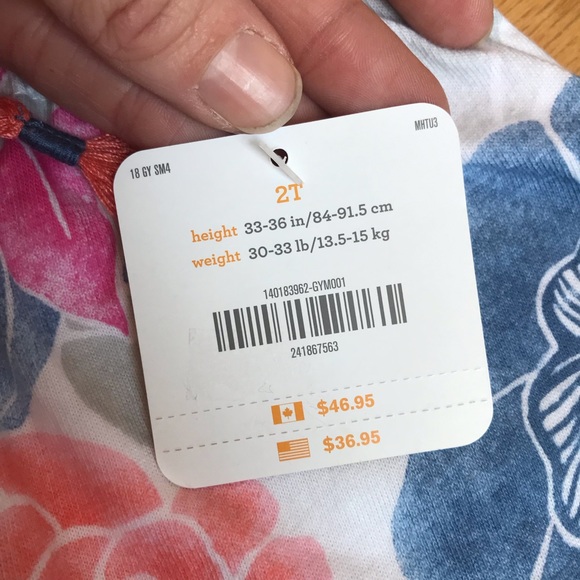 18 GY SM4
MHTU3
2T
height 33-36 in/84-91.5 cm
weight 30-33 lb/13.5-15 kg
140183962-GYM001
241867563
$46.95
$36.95